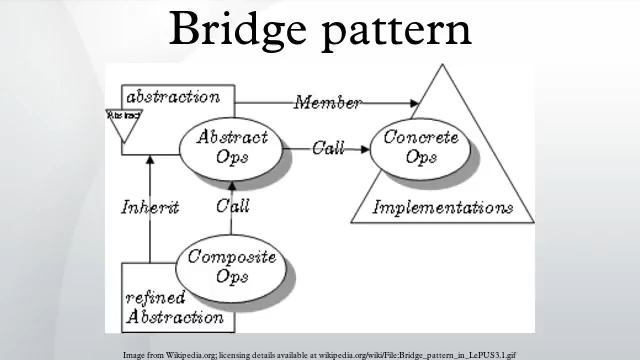 Bridge pattern
abstraction
Abstract
Member
Abstract
Ops
Call
Concrete
Ops
Inherit
Call
Implementations
Composite
Ops
refined
Abstraction
Image from Wikipedia.org; licensing details available at wikipedia.org/wiki/File:Bridge_pattern_in_LePUS3.1.gif